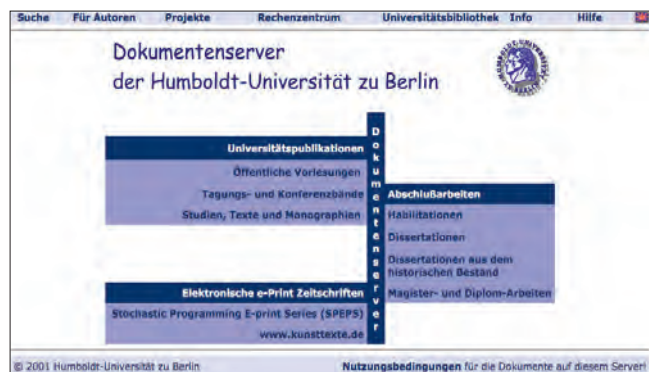 Suche Für Autoren Projekte Rechenzentrum Universitätsbibliothek Info Hilfe
Dokumentenserver
der Humboldt-Universität zu Berlin
Dokumentenserver
Universitätspublikationen
Öffentliche Vorlesungen
Tagungs- und Konferenzbände
Studien, Texte und Monographien
Abschlußarbeiten
Habilitationen
Dissertationen
Dissertationen aus dem
historischen Bestand
Magister- und Diplom-Arbeiten
Elektronische e-Print Zeitschriften
Stochastic Programming E-print Series (SPEPS)
www.kunsttexte.de
© 2001 Humboldt-Universität zu Berlin Nutzungsbedingungen für die Dokumente auf diesem Server!